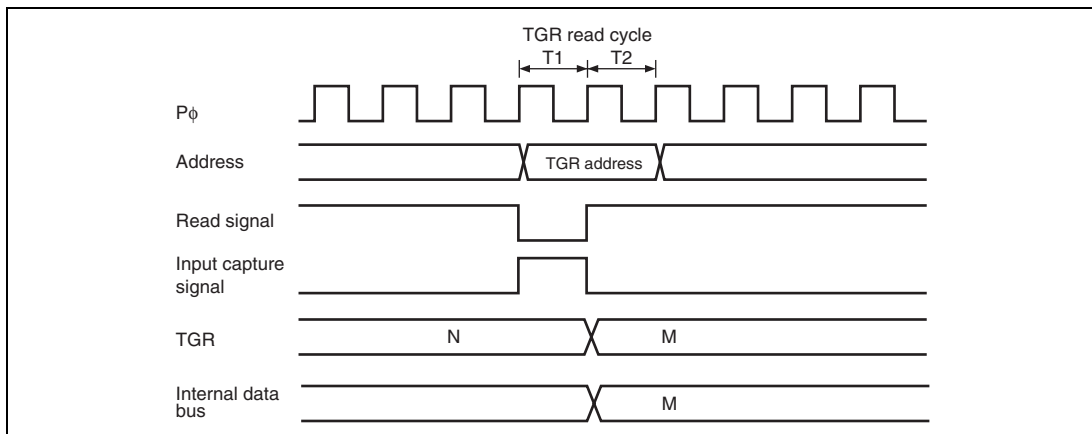 TGR read cycle
T1 T2
Pϕ
Address
TGR address
Read signal
Input capture
signal
TGR
N
M
Internal data
bus
M